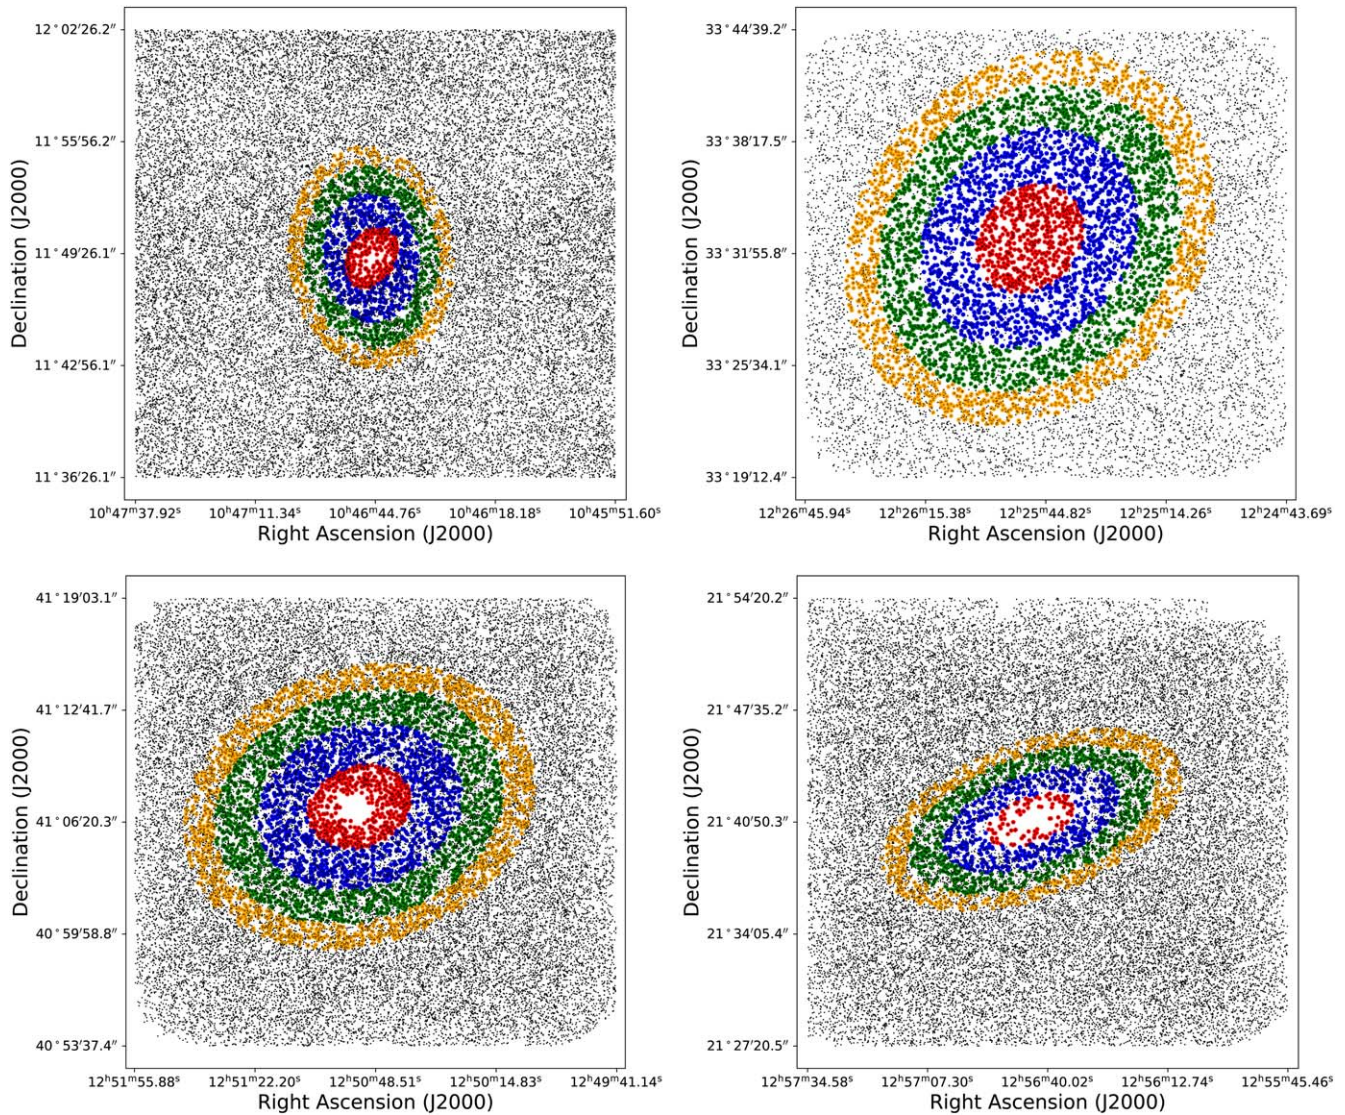 12°02′26.2″
11°55′56.2″
11°49′26.1″
11°42′56.1″
11°36′26.1″
Declination (J2000)
10ʰ47ᵐ37.92ˢ 10ʰ47ᵐ11.34ˢ 10ʰ46ᵐ44.76ˢ 10ʰ46ᵐ18.18ˢ 10ʰ45ᵐ51.60ˢ
Right Ascension (J2000)
33°44′39.2″
33°38′17.5″
33°31′55.8″
33°25′34.1″
33°19′12.4″
Declination (J2000)
12ʰ26ᵐ45.94ˢ 12ʰ26ᵐ15.38ˢ 12ʰ25ᵐ44.82ˢ 12ʰ25ᵐ14.26ˢ 12ʰ24ᵐ43.69ˢ
Right Ascension (J2000)
41°19′03.1″
41°12′41.7″
41°06′20.3″
40°59′58.8″
40°53′37.4″
Declination (J2000)
12ʰ51ᵐ55.88ˢ 12ʰ51ᵐ22.20ˢ 12ʰ50ᵐ48.51ˢ 12ʰ50ᵐ14.83ˢ 12ʰ49ᵐ41.14ˢ
Right Ascension (J2000)
21°54′20.2″
21°47′35.2″
21°40′50.3″
21°34′05.4″
21°27′20.5″
Declination (J2000)
12ʰ57ᵐ34.58ˢ 12ʰ57ᵐ07.30ˢ 12ʰ56ᵐ40.02ˢ 12ʰ56ᵐ12.74ˢ 12ʰ55ᵐ45.46ˢ
Right Ascension (J2000)